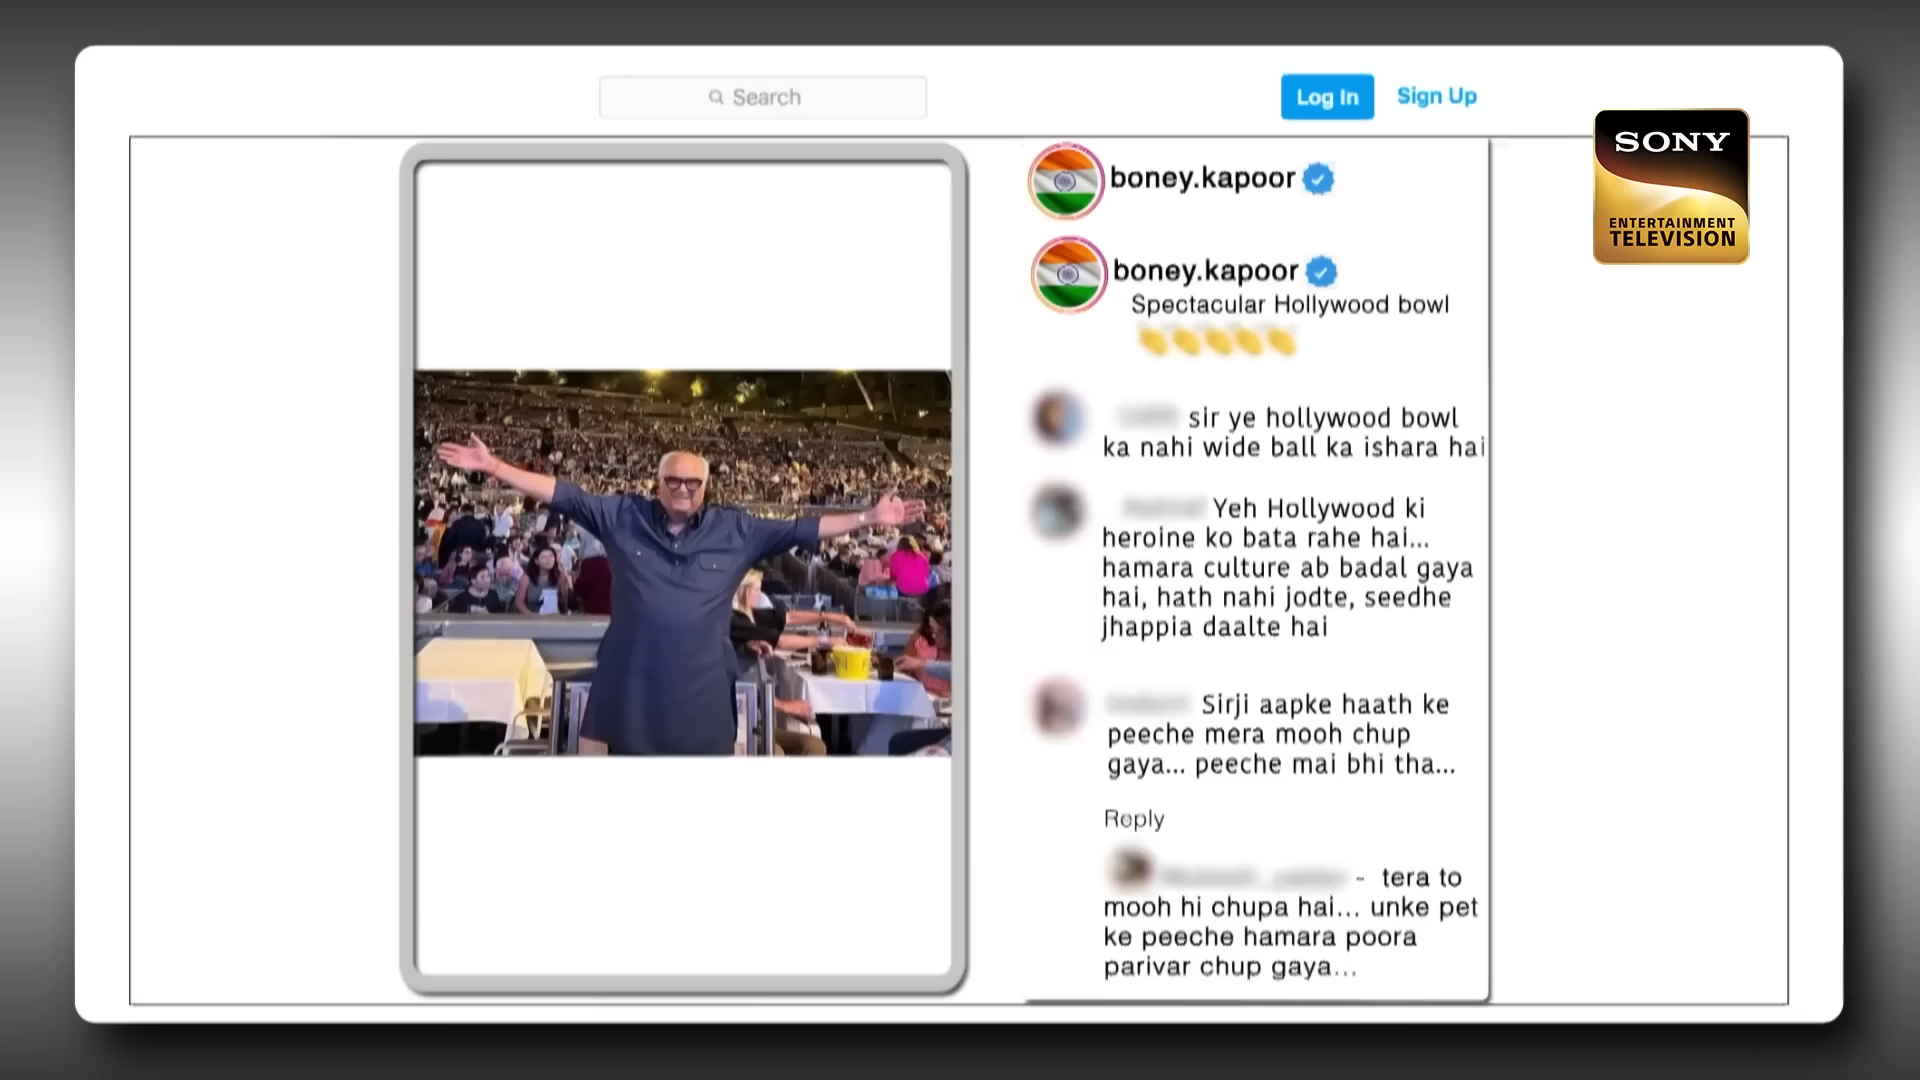 Search
Log In
Sign Up
SONY
ENTERTAINMENT
TELEVISION
boney.kapoor
boney.kapoor
Spectacular Hollywood bowl
sir ye hollywood bowl
ka nahi wide ball ka ishara hai
Yeh Hollywood ki
heroine ko bata rahe hai...
hamara culture ab badal gaya
hai, hath nahi jodte, seedhe
jhappia daalte hai
Sirji aapke haath ke
peeche mera mooh chup
gaya... peeche mai bhi tha...
Reply
- tera to
mooh hi chupa hai... unke pet
ke peeche hamara poora
parivar chup gaya...